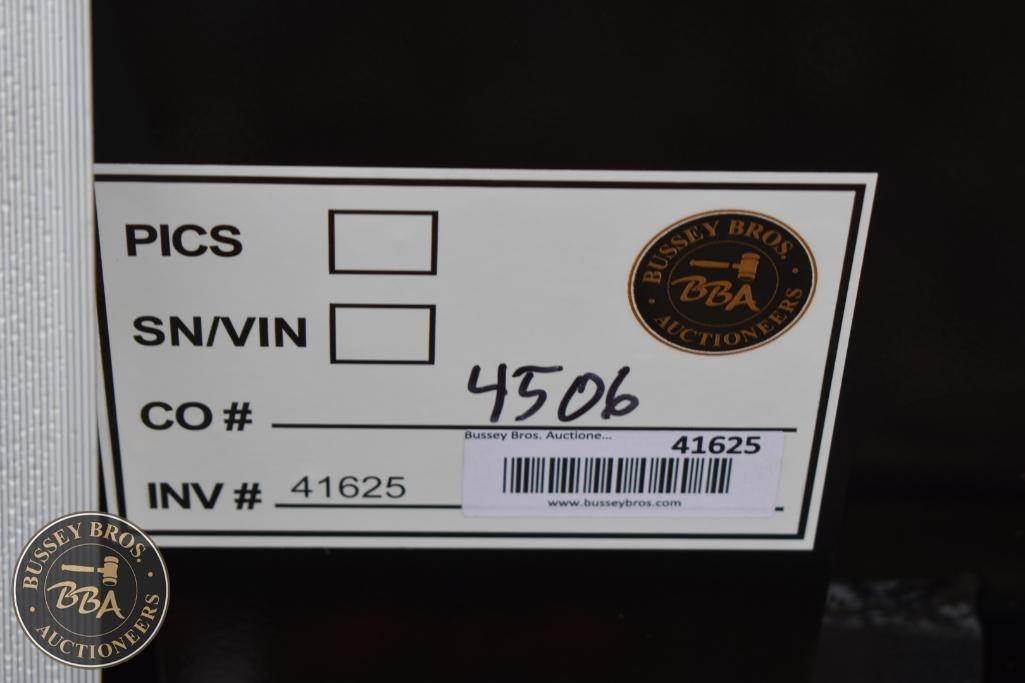 PICS
BUSSEY BROS.
BBA
AUCTIONEERS
SN/VIN
CO # 4506
Bussey Bros. Auctione... 41625
INV # 41625
www.busseybros.com
BUSSEY BROS.
BBA
AUCTIONEERS